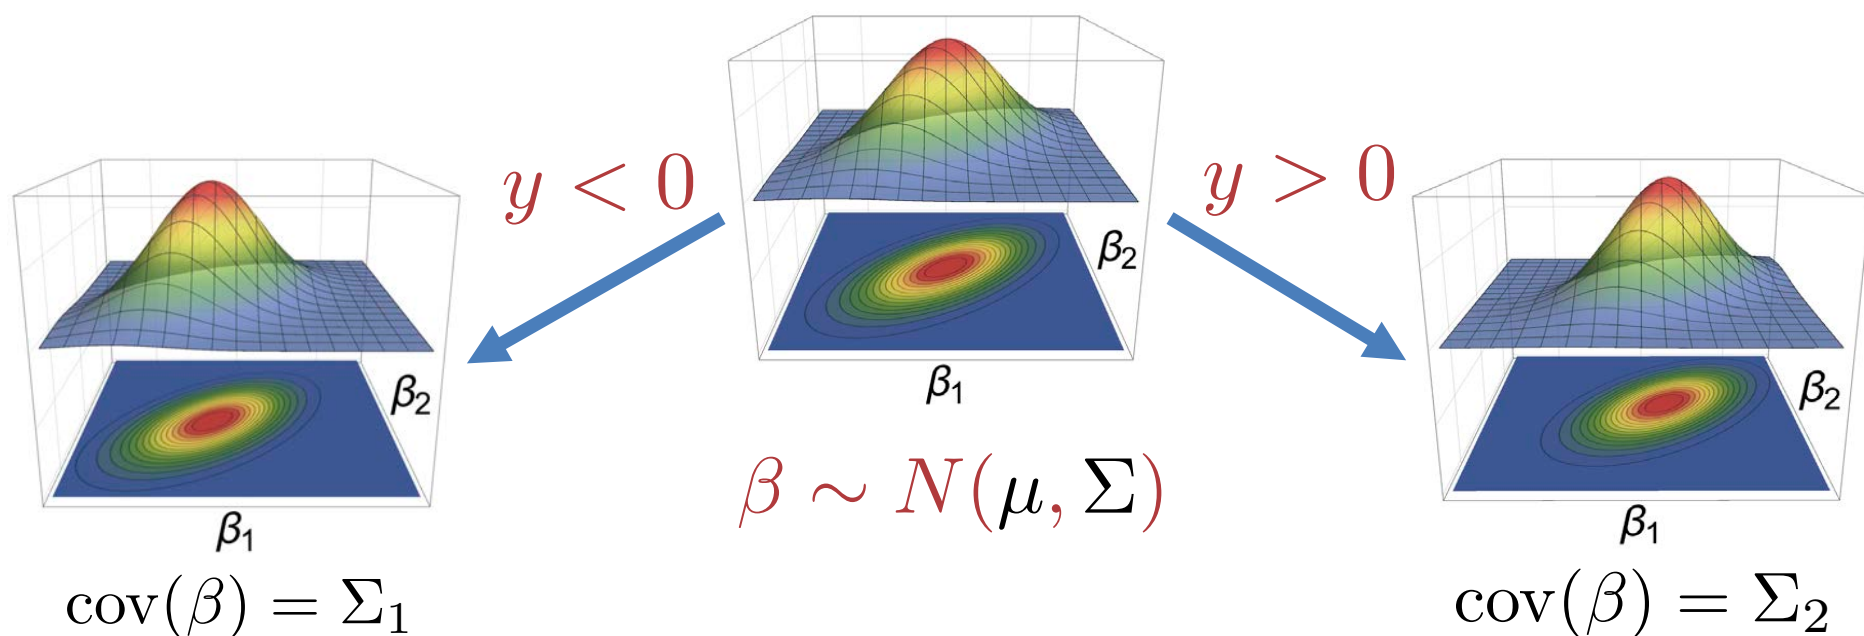 y < 0
y > 0
β₂
β₁
β₂
β₁
β₂
β₁
β ∼ N(μ, Σ)
cov(β) = Σ₁
cov(β) = Σ₂